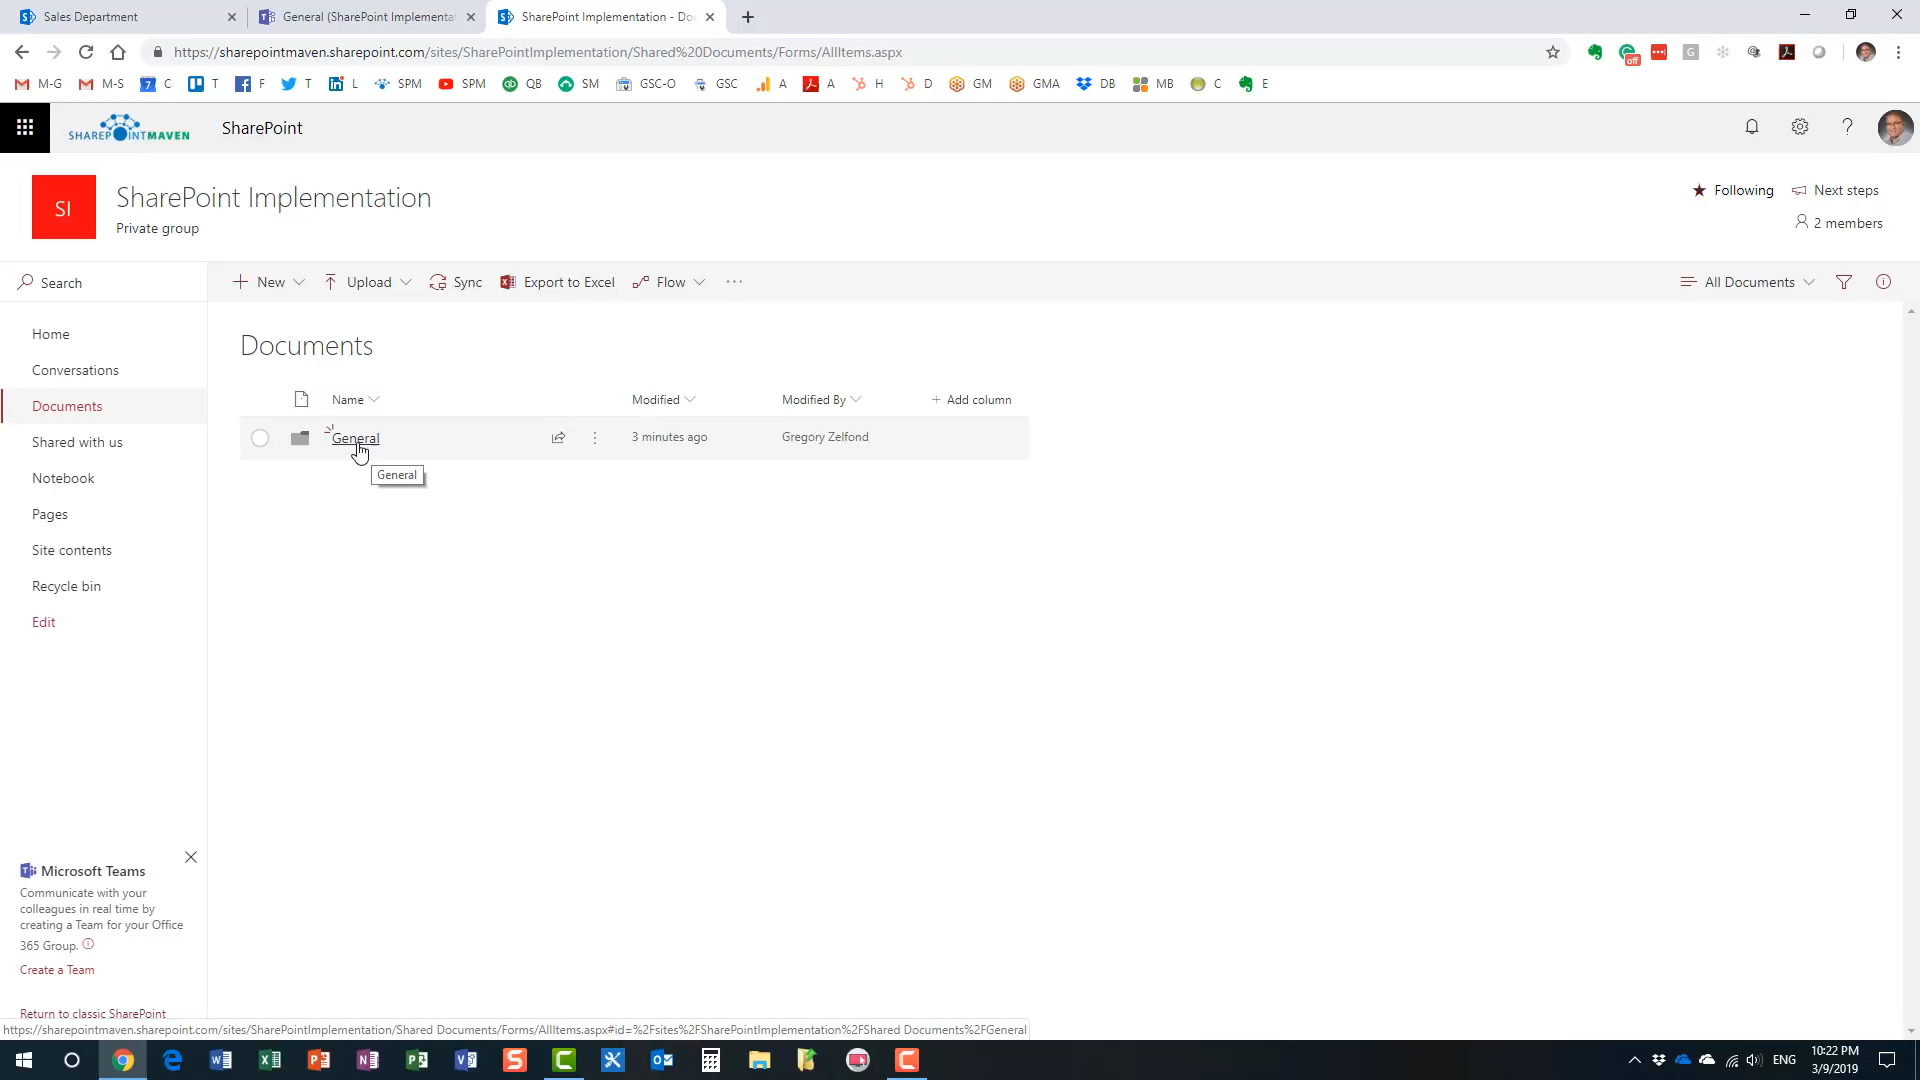 Sales Department
General (SharePoint Implementat
SharePoint Implementation - Do
https://sharepointmaven.sharepoint.com/sites/SharePointImplementation/Shared%20Documents/Forms/AllItems.aspx
off
M-G M-S 7 C T F T L SPM SPM QB SM GSC-O GSC A A H D GM GMA DB MB C E
SHAREPOINTMAVEN
SharePoint
SI
SharePoint Implementation
Private group
Following
Next steps
2 members
Search
New
Upload
Sync
Export to Excel
Flow
All Documents
Home
Conversations
Documents
Shared with us
Notebook
Pages
Site contents
Recycle bin
Edit
Documents
Name
Modified
Modified By
Add column
General
3 minutes ago
Gregory Zelfond
General
Microsoft Teams
Communicate with your
colleagues in real time by
creating a Team for your Office
365 Group.
Create a Team
Return to classic SharePoint
https://sharepointmaven.sharepoint.com/sites/SharePointImplementation/Shared Documents/Forms/AllItems.aspx#id=%2Fsites%2FSharePointImplementation%2FShared Documents%2FGeneral
ENG
10:22 PM
3/9/2019